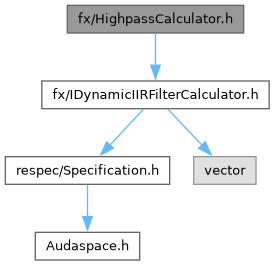 fx/HighpassCalculator.h
fx/IDynamicIIRFilterCalculator.h
respec/Specification.h
vector
Audaspace.h